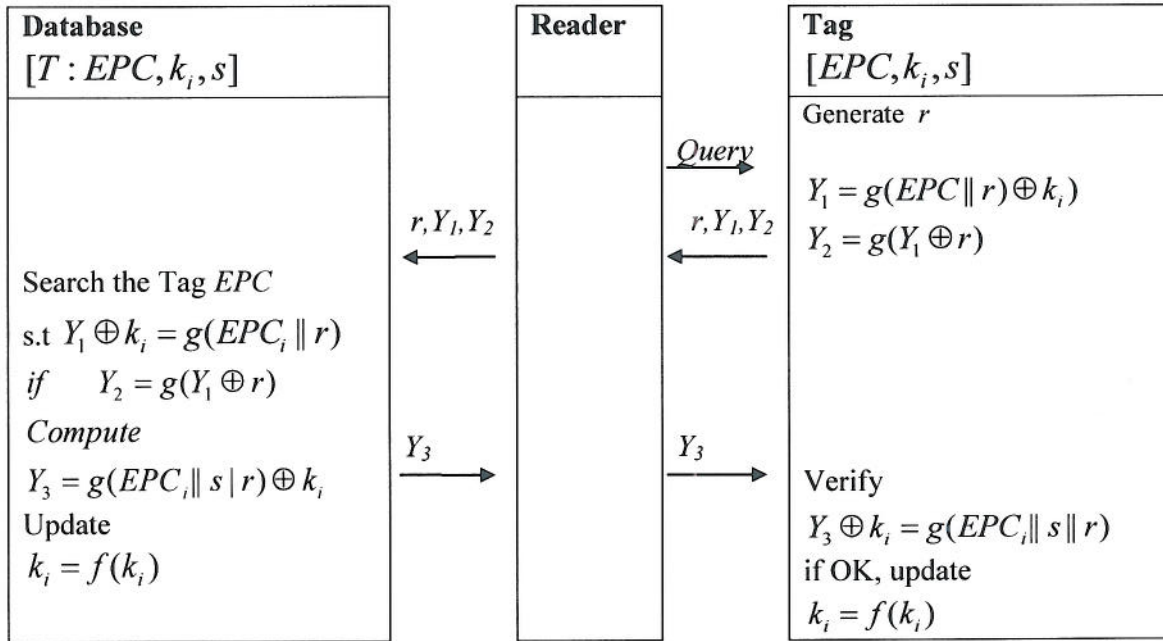 Database
[T : EPC, k_i, s]
Reader
Tag
[EPC, k_i, s]
Generate r
Query
Y_1 = g(EPC || r) ⊕ k_i)
Y_2 = g(Y_1 ⊕ r)
r, Y_1, Y_2
r, Y_1, Y_2
Search the Tag EPC
s.t Y_1 ⊕ k_i = g(EPC_i || r)
if Y_2 = g(Y_1 ⊕ r)
Compute
Y_3 = g(EPC_i || s | r) ⊕ k_i
Update
k_i = f(k_i)
Y_3
Y_3
Verify
Y_3 ⊕ k_i = g(EPC_i || s || r)
if OK, update
k_i = f(k_i)